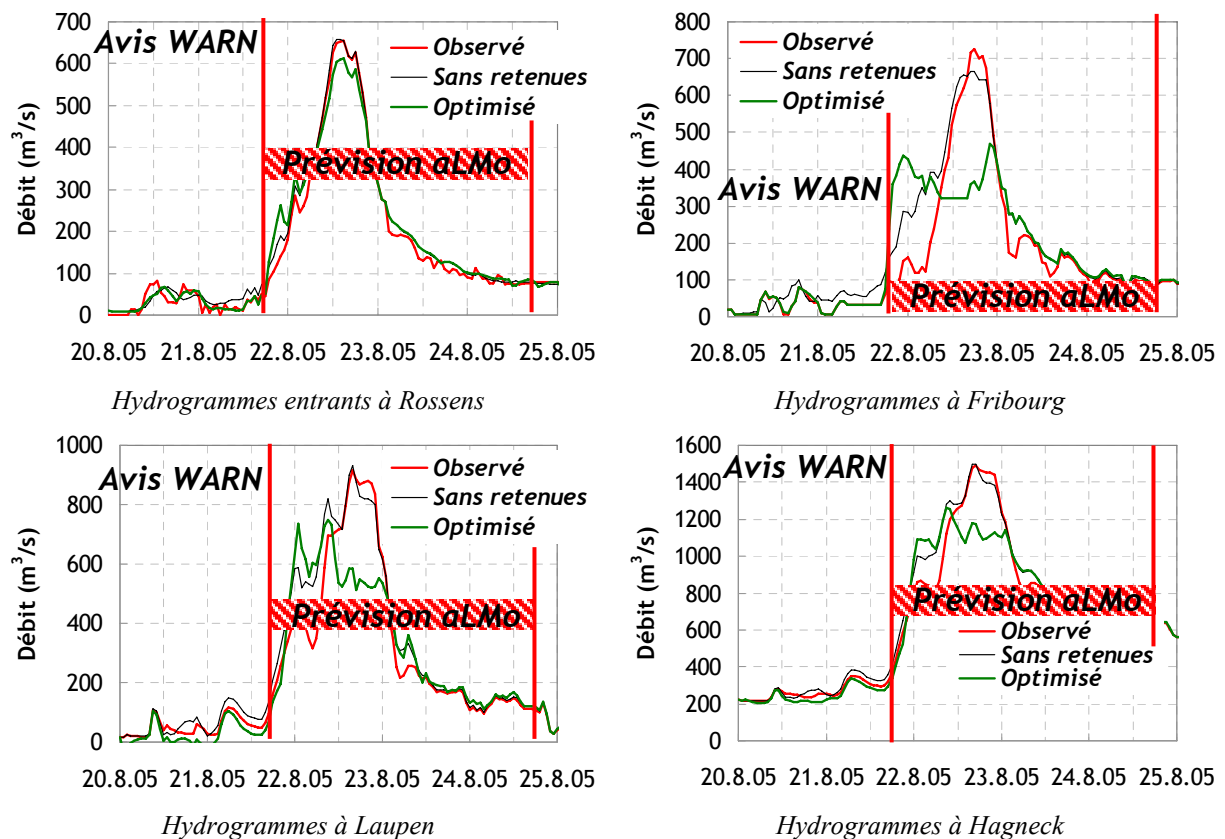 700
600
500
400
300
200
100
0
Débit (m³/s)
Avis WARN
Observé
Sans retenues
Optimisé
Prévision aLMo
20.8.05 21.8.05 22.8.05 23.8.05 24.8.05 25.8.05
Hydrogrammes entrants à Rossens
800
700
600
500
400
300
200
100
0
Débit (m³/s)
Observé
Sans retenues
Optimisé
Avis WARN
Prévision aLMo
20.8.05 21.8.05 22.8.05 23.8.05 24.8.05 25.8.05
Hydrogrammes à Fribourg
1000
800
600
400
200
0
Débit (m³/s)
Avis WARN
Observé
Sans retenues
Optimisé
Prévision aLMo
20.8.05 21.8.05 22.8.05 23.8.05 24.8.05 25.8.05
Hydrogrammes à Laupen
1600
1400
1200
1000
800
600
400
200
0
Débit (m³/s)
Avis WARN
Prévision aLMo
Observé
Sans retenues
Optimisé
20.8.05 21.8.05 22.8.05 23.8.05 24.8.05 25.8.05
Hydrogrammes à Hagneck